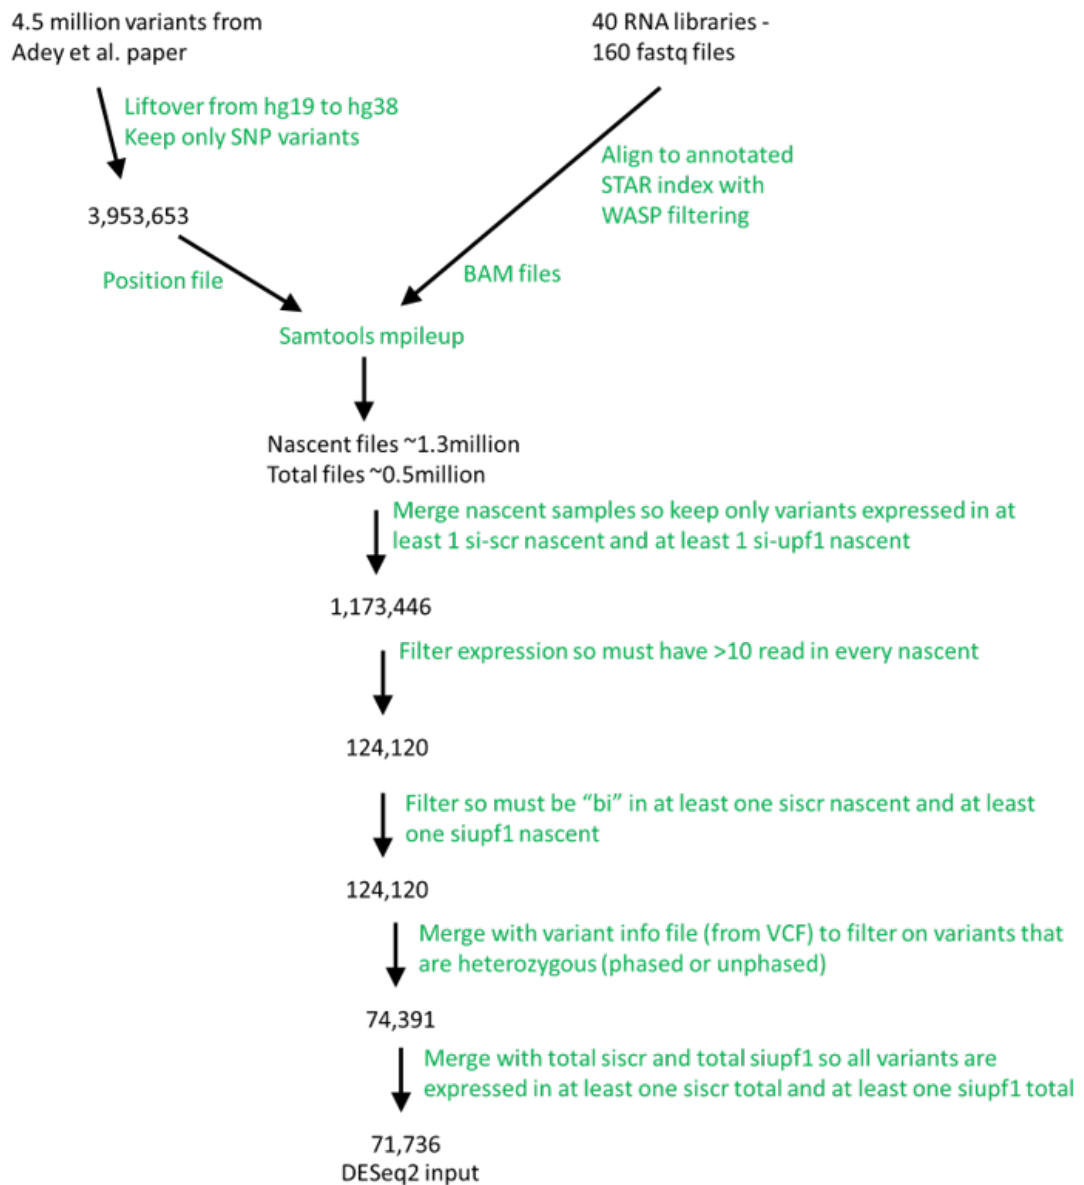 4.5 million variants from
Adey et al. paper
40 RNA libraries -
160 fastq files
Liftover from hg19 to hg38
Keep only SNP variants
Align to annotated
STAR index with
WASP filtering
3,953,653
Position file
BAM files
Samtools mpileup
Nascent files ~1.3million
Total files ~0.5million
Merge nascent samples so keep only variants expressed in at
least 1 si-scr nascent and at least 1 si-upf1 nascent
1,173,446
Filter expression so must have >10 read in every nascent
124,120
Filter so must be “bi” in at least one siscr nascent and at least
one siupf1 nascent
124,120
Merge with variant info file (from VCF) to filter on variants that
are heterozygous (phased or unphased)
74,391
Merge with total siscr and total siupf1 so all variants are
expressed in at least one siscr total and at least one siupf1 total
71,736
DESeq2 input